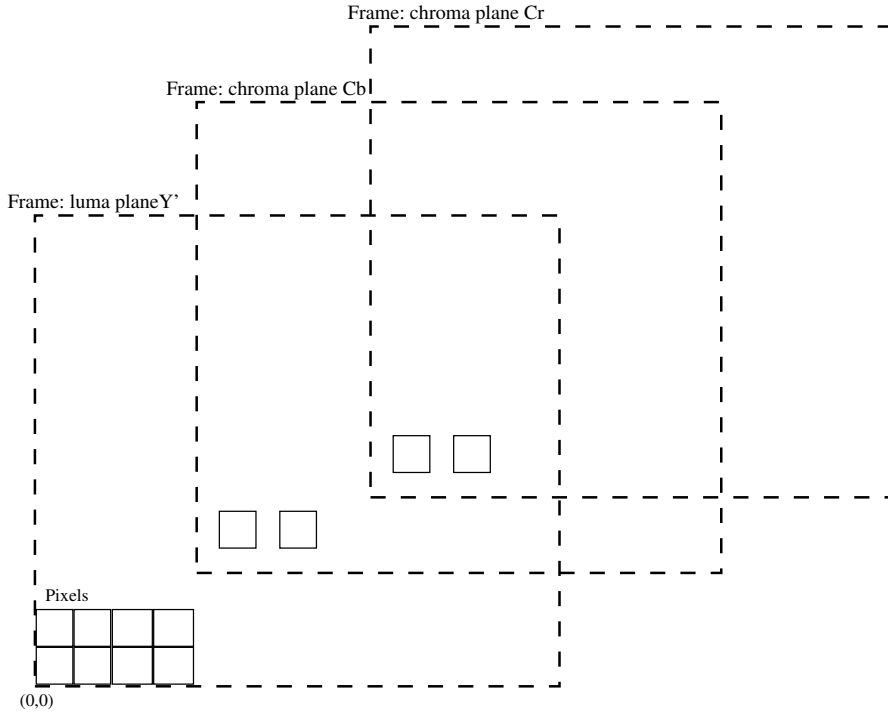 Frame: chroma plane Cr
Frame: chroma plane Cb
Frame: luma planeY’
Pixels
(0,0)